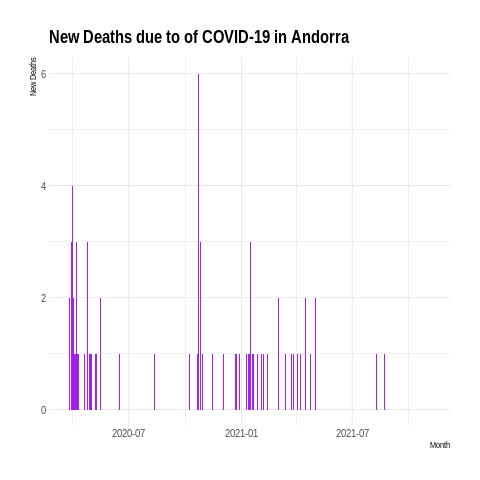 New Deaths due to of COVID-19 in Andorra
New Deaths
6
4
2
0
2020-07
2021-01
2021-07
Month